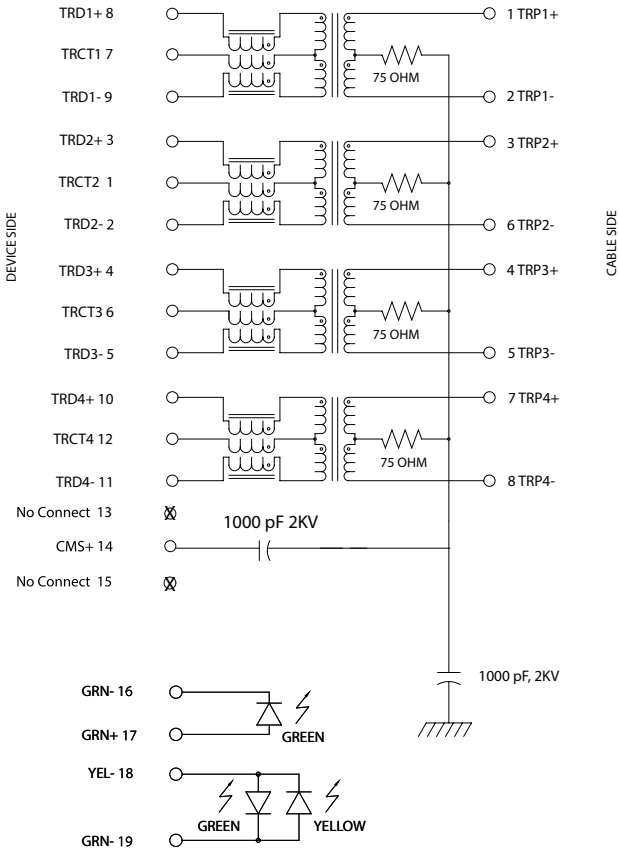 TRD1+ 8
1 TRP1+
TRCT1 7
75 OHM
TRD1- 9
2 TRP1-
TRD2+ 3
3 TRP2+
TRCT2 1
75 OHM
TRD2- 2
6 TRP2-
DEVICE SIDE
CABLE SIDE
TRD3+ 4
4 TRP3+
TRCT3 6
75 OHM
TRD3- 5
5 TRP3-
TRD4+ 10
7 TRP4+
TRCT4 12
75 OHM
TRD4- 11
8 TRP4-
No Connect 13
1000 pF 2KV
CMS+ 14
No Connect 15
1000 pF, 2KV
GRN- 16
GRN+ 17
GREEN
YEL- 18
GREEN
YELLOW
GRN- 19